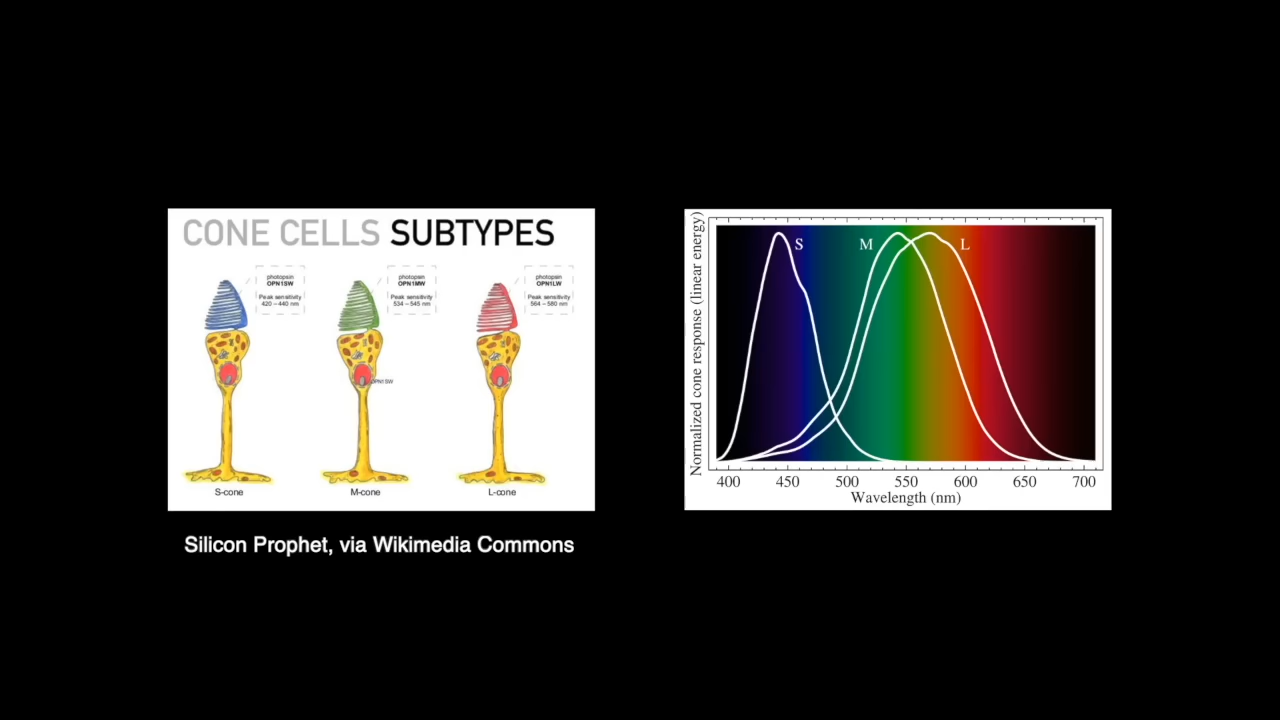 CONE CELLS SUBTYPES
photopsin
OPN1SW
Peak sensitivity
420 – 440 nm
photopsin
OPN1MW
Peak sensitivity
534 – 545 nm
photopsin
OPN1LW
Peak sensitivity
564 – 580 nm
OPN1SW
S-cone
M-cone
L-cone
Silicon Prophet, via Wikimedia Commons
Normalized cone response (linear energy)
S
M
L
400 450 500 550 600 650 700
Wavelength (nm)